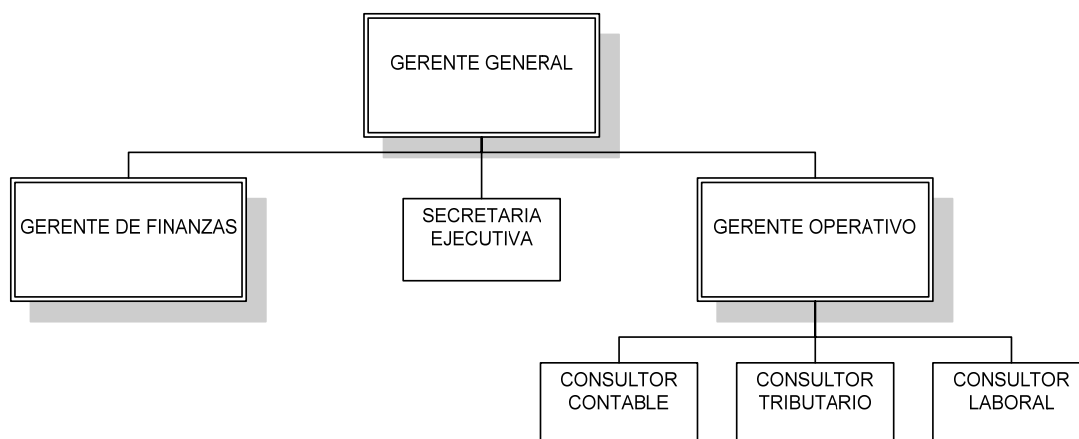 GERENTE GENERAL
GERENTE DE FINANZAS
SECRETARIA
EJECUTIVA
GERENTE OPERATIVO
CONSULTOR
CONTABLE
CONSULTOR
TRIBUTARIO
CONSULTOR
LABORAL